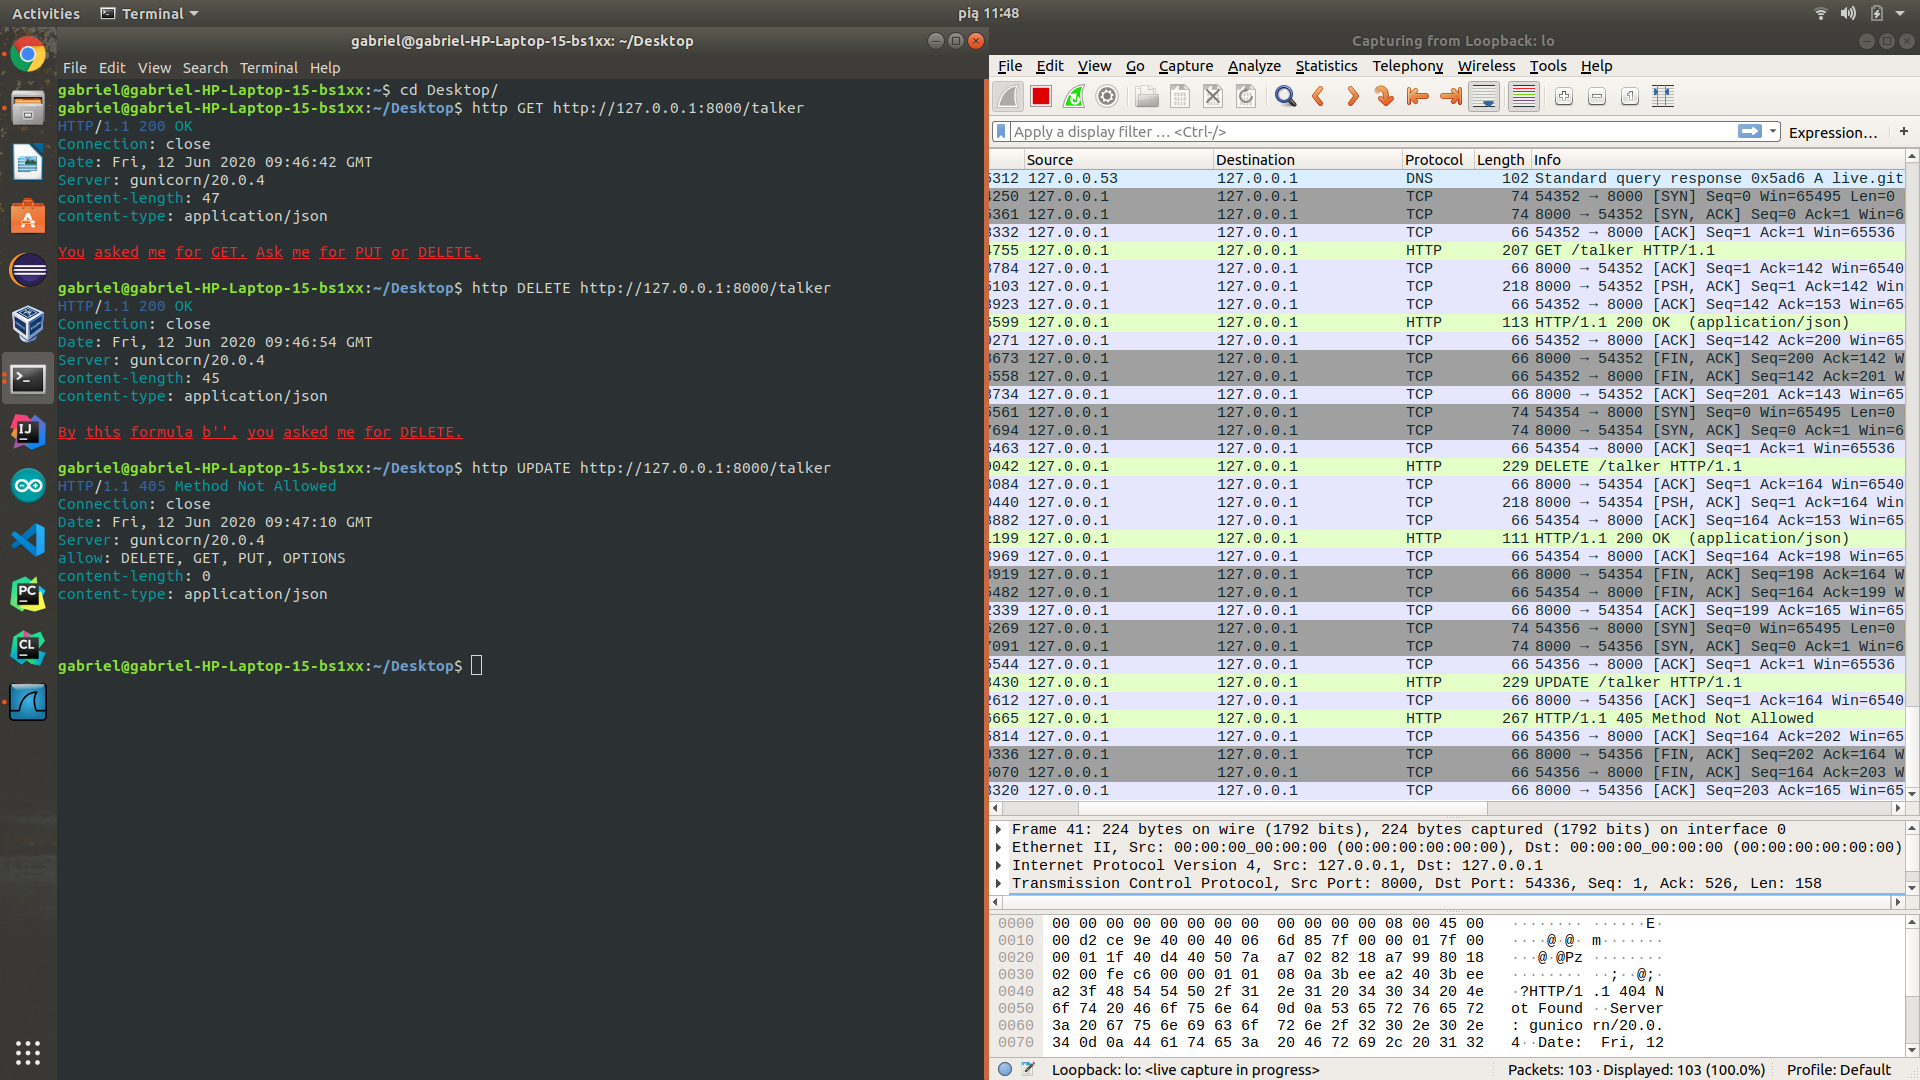 Activities Terminal pią 11:48
gabriel@gabriel-HP-Laptop-15-bs1xx: ~/Desktop
File Edit View Search Terminal Help
gabriel@gabriel-HP-Laptop-15-bs1xx:~$ cd Desktop/
gabriel@gabriel-HP-Laptop-15-bs1xx:~/Desktop$ http GET http://127.0.0.1:8000/talker
HTTP/1.1 200 OK
Connection: close
Date: Fri, 12 Jun 2020 09:46:42 GMT
Server: gunicorn/20.0.4
content-length: 47
content-type: application/json
You asked me for GET. Ask me for PUT or DELETE.
gabriel@gabriel-HP-Laptop-15-bs1xx:~/Desktop$ http DELETE http://127.0.0.1:8000/talker
HTTP/1.1 200 OK
Connection: close
Date: Fri, 12 Jun 2020 09:46:54 GMT
Server: gunicorn/20.0.4
content-length: 45
content-type: application/json
By this formula b'', you asked me for DELETE.
gabriel@gabriel-HP-Laptop-15-bs1xx:~/Desktop$ http UPDATE http://127.0.0.1:8000/talker
HTTP/1.1 405 Method Not Allowed
Connection: close
Date: Fri, 12 Jun 2020 09:47:10 GMT
Server: gunicorn/20.0.4
allow: DELETE, GET, PUT, OPTIONS
content-length: 0
content-type: application/json
gabriel@gabriel-HP-Laptop-15-bs1xx:~/Desktop$
IJ
PC
CL
Capturing from Loopback: lo
File Edit View Go Capture Analyze Statistics Telephony Wireless Tools Help
Apply a display filter … <Ctrl-/> Expression… +
Source Destination Protocol Length Info
5312 127.0.0.53 127.0.0.1 DNS 102 Standard query response 0x5ad6 A live.git
4250 127.0.0.1 127.0.0.1 TCP 74 54352 → 8000 [SYN] Seq=0 Win=65495 Len=0
5361 127.0.0.1 127.0.0.1 TCP 74 8000 → 54352 [SYN, ACK] Seq=0 Ack=1 Win=6
3332 127.0.0.1 127.0.0.1 TCP 66 54352 → 8000 [ACK] Seq=1 Ack=1 Win=65536
4755 127.0.0.1 127.0.0.1 HTTP 207 GET /talker HTTP/1.1
3784 127.0.0.1 127.0.0.1 TCP 66 8000 → 54352 [ACK] Seq=1 Ack=142 Win=6540
5103 127.0.0.1 127.0.0.1 TCP 218 8000 → 54352 [PSH, ACK] Seq=1 Ack=142 Win
3923 127.0.0.1 127.0.0.1 TCP 66 54352 → 8000 [ACK] Seq=142 Ack=153 Win=65
6599 127.0.0.1 127.0.0.1 HTTP 113 HTTP/1.1 200 OK (application/json)
9271 127.0.0.1 127.0.0.1 TCP 66 54352 → 8000 [ACK] Seq=142 Ack=200 Win=65
3673 127.0.0.1 127.0.0.1 TCP 66 8000 → 54352 [FIN, ACK] Seq=200 Ack=142 W
6558 127.0.0.1 127.0.0.1 TCP 66 54352 → 8000 [FIN, ACK] Seq=142 Ack=201 W
3734 127.0.0.1 127.0.0.1 TCP 66 8000 → 54352 [ACK] Seq=201 Ack=143 Win=65
5561 127.0.0.1 127.0.0.1 TCP 74 54354 → 8000 [SYN] Seq=0 Win=65495 Len=0
7694 127.0.0.1 127.0.0.1 TCP 74 8000 → 54354 [SYN, ACK] Seq=0 Ack=1 Win=6
6463 127.0.0.1 127.0.0.1 TCP 66 54354 → 8000 [ACK] Seq=1 Ack=1 Win=65536
9042 127.0.0.1 127.0.0.1 HTTP 229 DELETE /talker HTTP/1.1
3084 127.0.0.1 127.0.0.1 TCP 66 8000 → 54354 [ACK] Seq=1 Ack=164 Win=6540
0440 127.0.0.1 127.0.0.1 TCP 218 8000 → 54354 [PSH, ACK] Seq=1 Ack=164 Win
3882 127.0.0.1 127.0.0.1 TCP 66 54354 → 8000 [ACK] Seq=164 Ack=153 Win=65
1199 127.0.0.1 127.0.0.1 HTTP 111 HTTP/1.1 200 OK (application/json)
3969 127.0.0.1 127.0.0.1 TCP 66 54354 → 8000 [ACK] Seq=164 Ack=198 Win=65
3919 127.0.0.1 127.0.0.1 TCP 66 8000 → 54354 [FIN, ACK] Seq=198 Ack=164 W
6482 127.0.0.1 127.0.0.1 TCP 66 54354 → 8000 [FIN, ACK] Seq=164 Ack=199 W
2339 127.0.0.1 127.0.0.1 TCP 66 8000 → 54354 [ACK] Seq=199 Ack=165 Win=65
5269 127.0.0.1 127.0.0.1 TCP 74 54356 → 8000 [SYN] Seq=0 Win=65495 Len=0
7091 127.0.0.1 127.0.0.1 TCP 74 8000 → 54356 [SYN, ACK] Seq=0 Ack=1 Win=6
5544 127.0.0.1 127.0.0.1 TCP 66 54356 → 8000 [ACK] Seq=1 Ack=1 Win=65536
3430 127.0.0.1 127.0.0.1 HTTP 229 UPDATE /talker HTTP/1.1
2612 127.0.0.1 127.0.0.1 TCP 66 8000 → 54356 [ACK] Seq=1 Ack=164 Win=6540
6665 127.0.0.1 127.0.0.1 HTTP 267 HTTP/1.1 405 Method Not Allowed
5814 127.0.0.1 127.0.0.1 TCP 66 54356 → 8000 [ACK] Seq=164 Ack=202 Win=65
9336 127.0.0.1 127.0.0.1 TCP 66 8000 → 54356 [FIN, ACK] Seq=202 Ack=164 W
6070 127.0.0.1 127.0.0.1 TCP 66 54356 → 8000 [FIN, ACK] Seq=164 Ack=203 W
3320 127.0.0.1 127.0.0.1 TCP 66 8000 → 54356 [ACK] Seq=203 Ack=165 Win=65
Frame 41: 224 bytes on wire (1792 bits), 224 bytes captured (1792 bits) on interface 0
Ethernet II, Src: 00:00:00_00:00:00 (00:00:00:00:00:00), Dst: 00:00:00_00:00:00 (00:00:00:00:00:00)
Internet Protocol Version 4, Src: 127.0.0.1, Dst: 127.0.0.1
Transmission Control Protocol, Src Port: 8000, Dst Port: 54336, Seq: 1, Ack: 526, Len: 158
0000 00 00 00 00 00 00 00 00 00 00 00 00 08 00 45 00 ········ ······E·
0010 00 d2 ce 9e 40 00 40 06 6d 85 7f 00 00 01 7f 00 ····@·@· m·······
0020 00 01 1f 40 d4 40 50 7a a7 02 82 18 a7 99 80 18 ···@·@Pz ········
0030 02 00 fe c6 00 00 01 01 08 0a 3b ee a2 40 3b ee ········ ··;··@;·
0040 a2 3f 48 54 54 50 2f 31 2e 31 20 34 30 34 20 4e ·?HTTP/1 .1 404 N
0050 6f 74 20 46 6f 75 6e 64 0d 0a 53 65 72 76 65 72 ot Found ··Server
0060 3a 20 67 75 6e 69 63 6f 72 6e 2f 32 30 2e 30 2e : gunico rn/20.0.
0070 34 0d 0a 44 61 74 65 3a 20 46 72 69 2c 20 31 32 4··Date: Fri, 12
Loopback: lo: <live capture in progress> Packets: 103 · Displayed: 103 (100.0%) Profile: Default